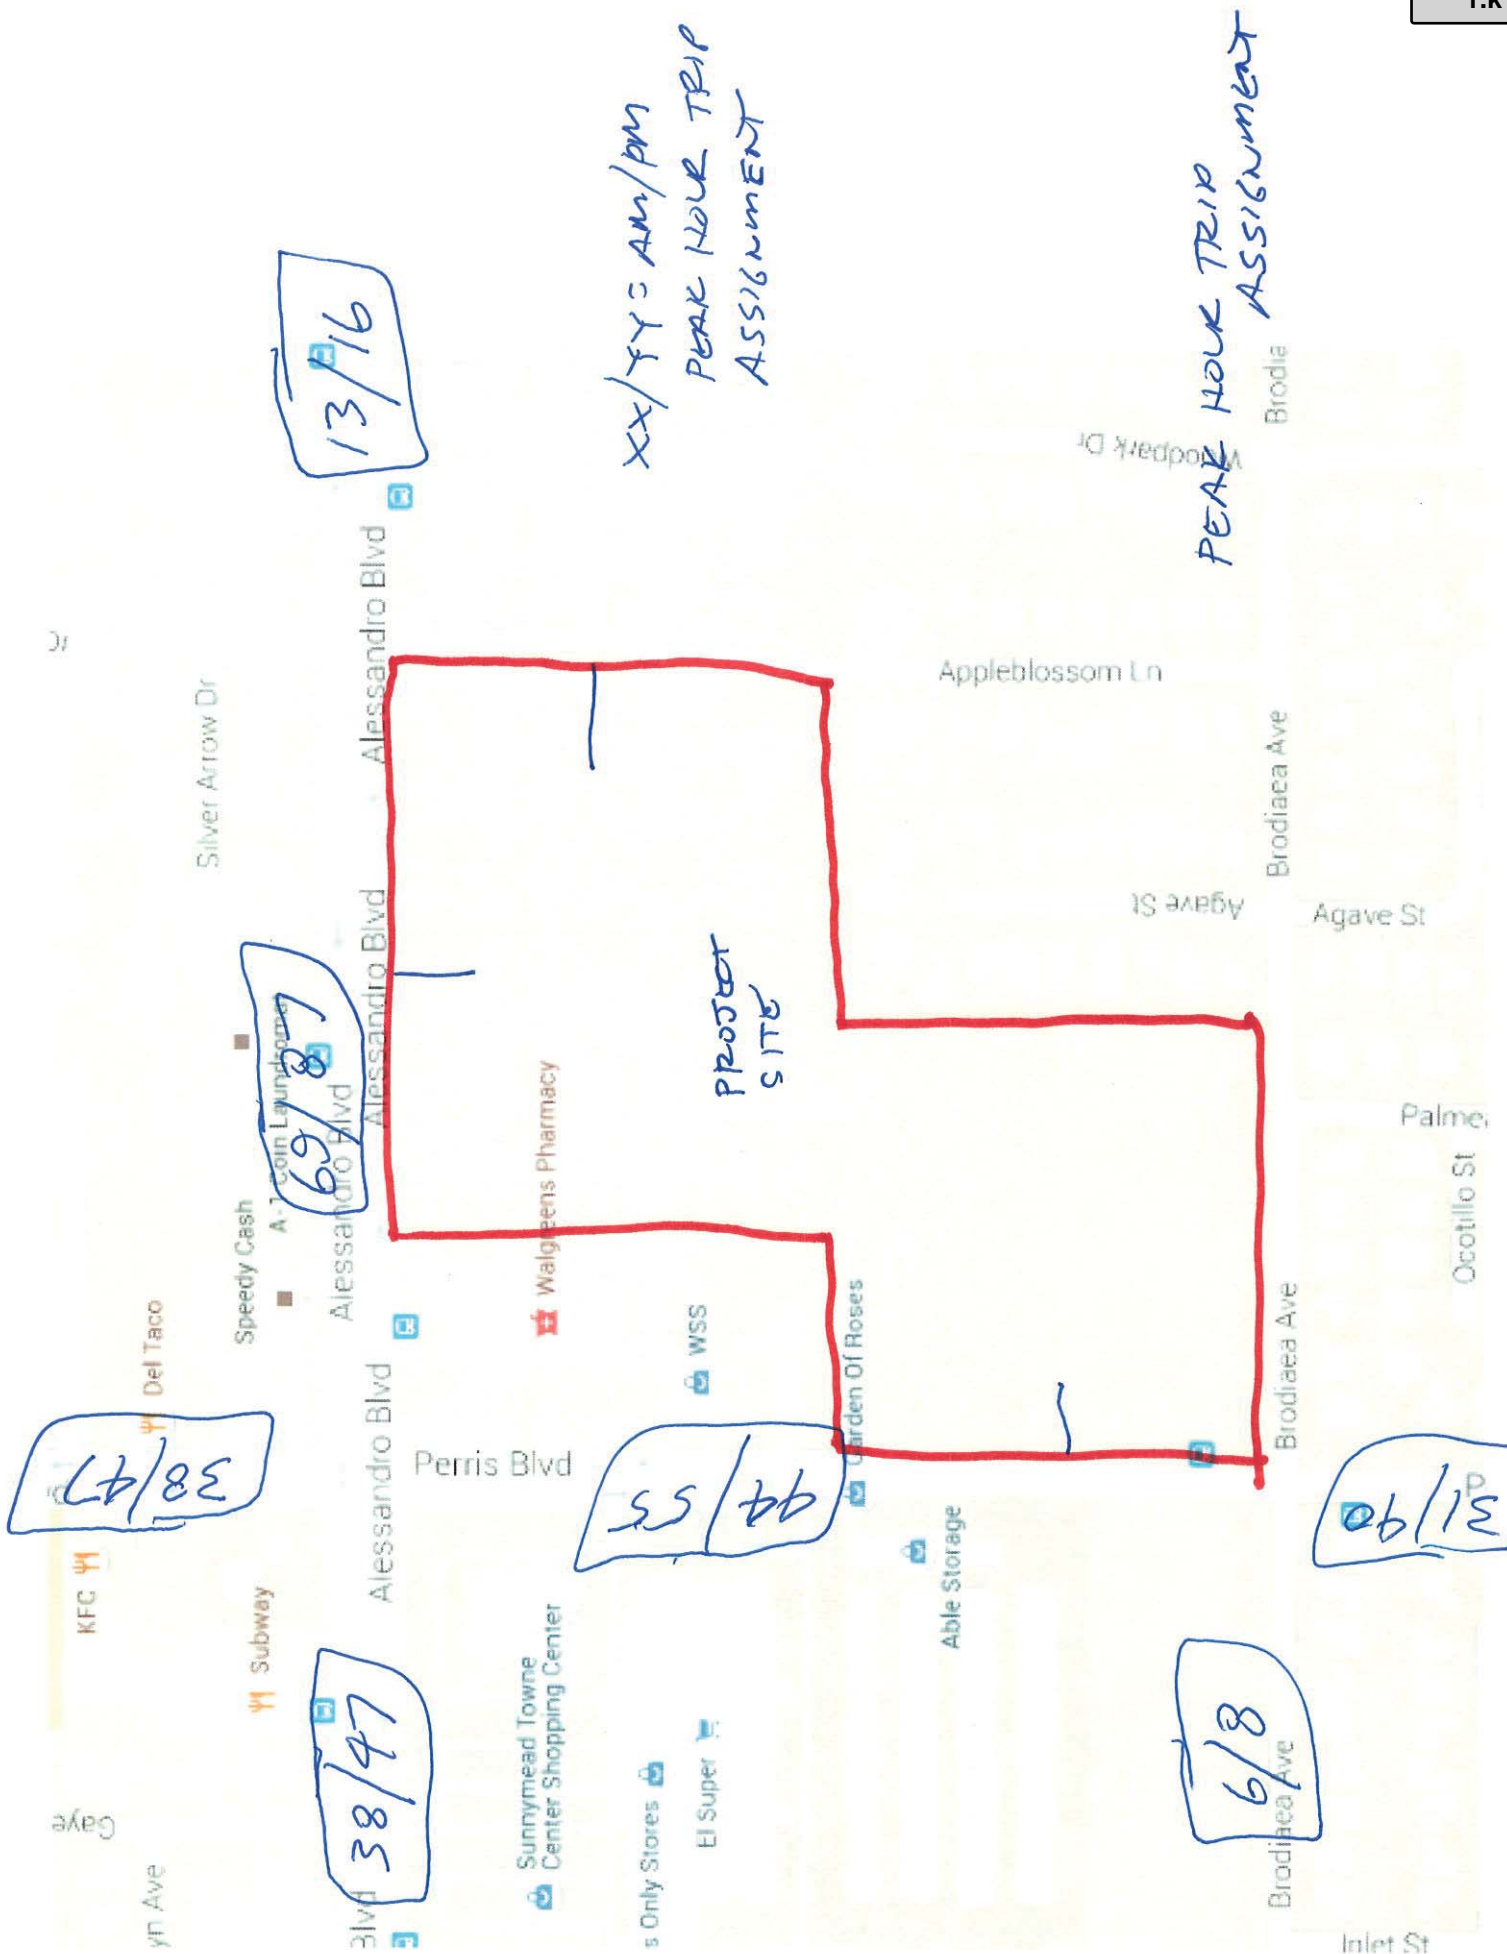 KFC
Del Taco
38/47
Silver Arrow Dr
Subway
Speedy Cash
A-1 Coin Laundromat
69/87
13/16
38/47
Blvd
Alessandro Blvd
Alessandro Blvd
Alessandro Blvd
Alessandro Blvd
Gaye
yn Ave
Perris Blvd
Walgreens Pharmacy
Sunnymead Towne
Center Shopping Center
s Only Stores
El Super
WSS
44/55
PROJECT
SITE
XX/YY = AM/PM
PEAK HOUR TRIP
ASSIGNMENT
Garden Of Roses
Able Storage
Appleblossom Ln
Woodpark Dr
Agave St
PEAK HOUR TRIP
ASSIGNMENT
6/8
Brodiaea Ave
Brodiaea Ave
Brodiaea Ave
Brodia
Agave St
31/40
P
Inlet St
Palme
Ocotillo St